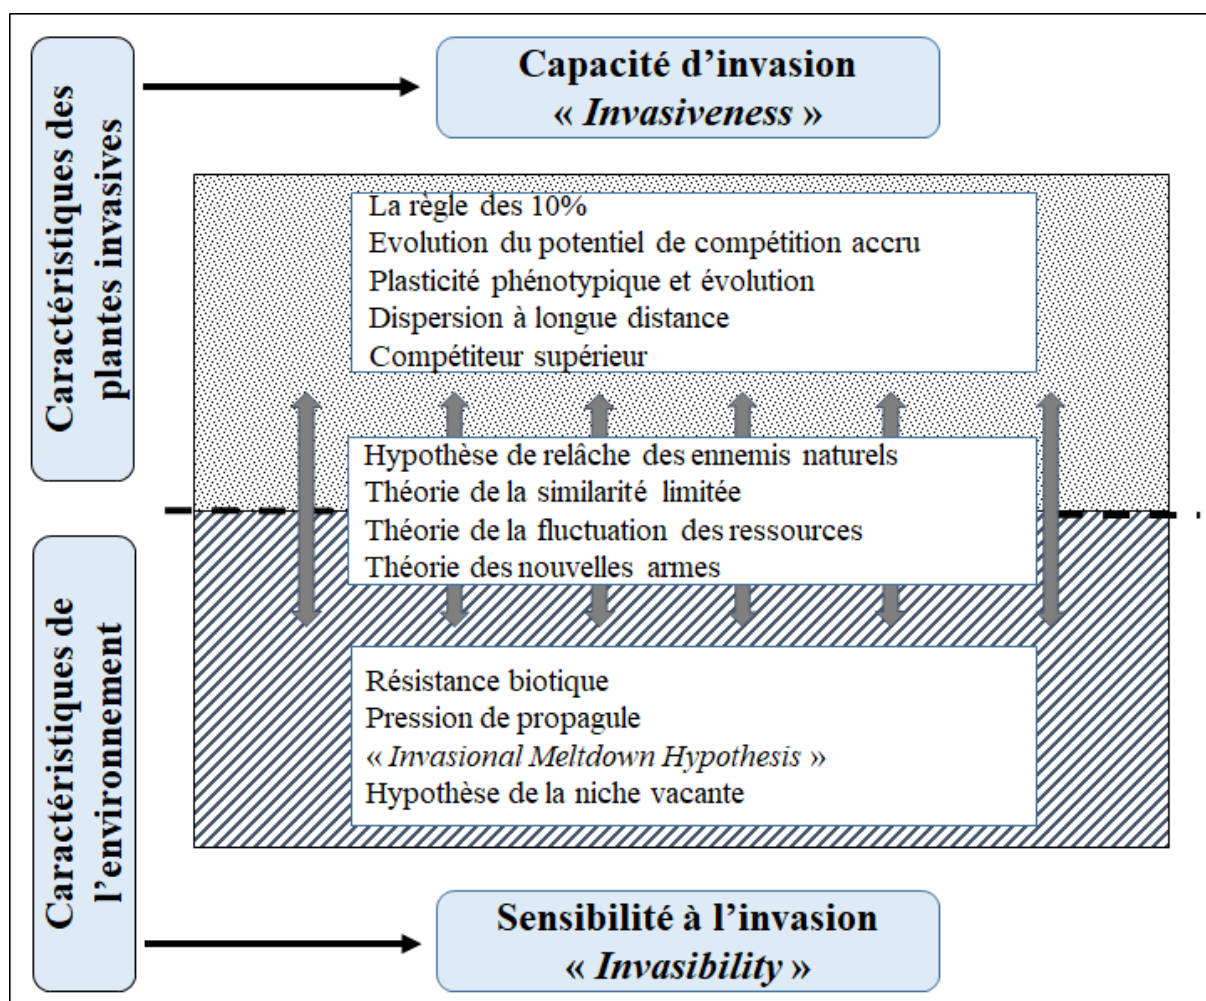 Caractéristiques des
plantes invasives
Capacité d’invasion
« Invasiveness »
La règle des 10%
Evolution du potentiel de compétition accru
Plasticité phénotypique et évolution
Dispersion à longue distance
Compétiteur supérieur
Hypothèse de relâche des ennemis naturels
Théorie de la similarité limitée
Théorie de la fluctuation des ressources
Théorie des nouvelles armes
Caractéristiques de
l’environnement
Résistance biotique
Pression de propagule
« Invasional Meltdown Hypothesis »
Hypothèse de la niche vacante
Sensibilité à l’invasion
« Invasibility »